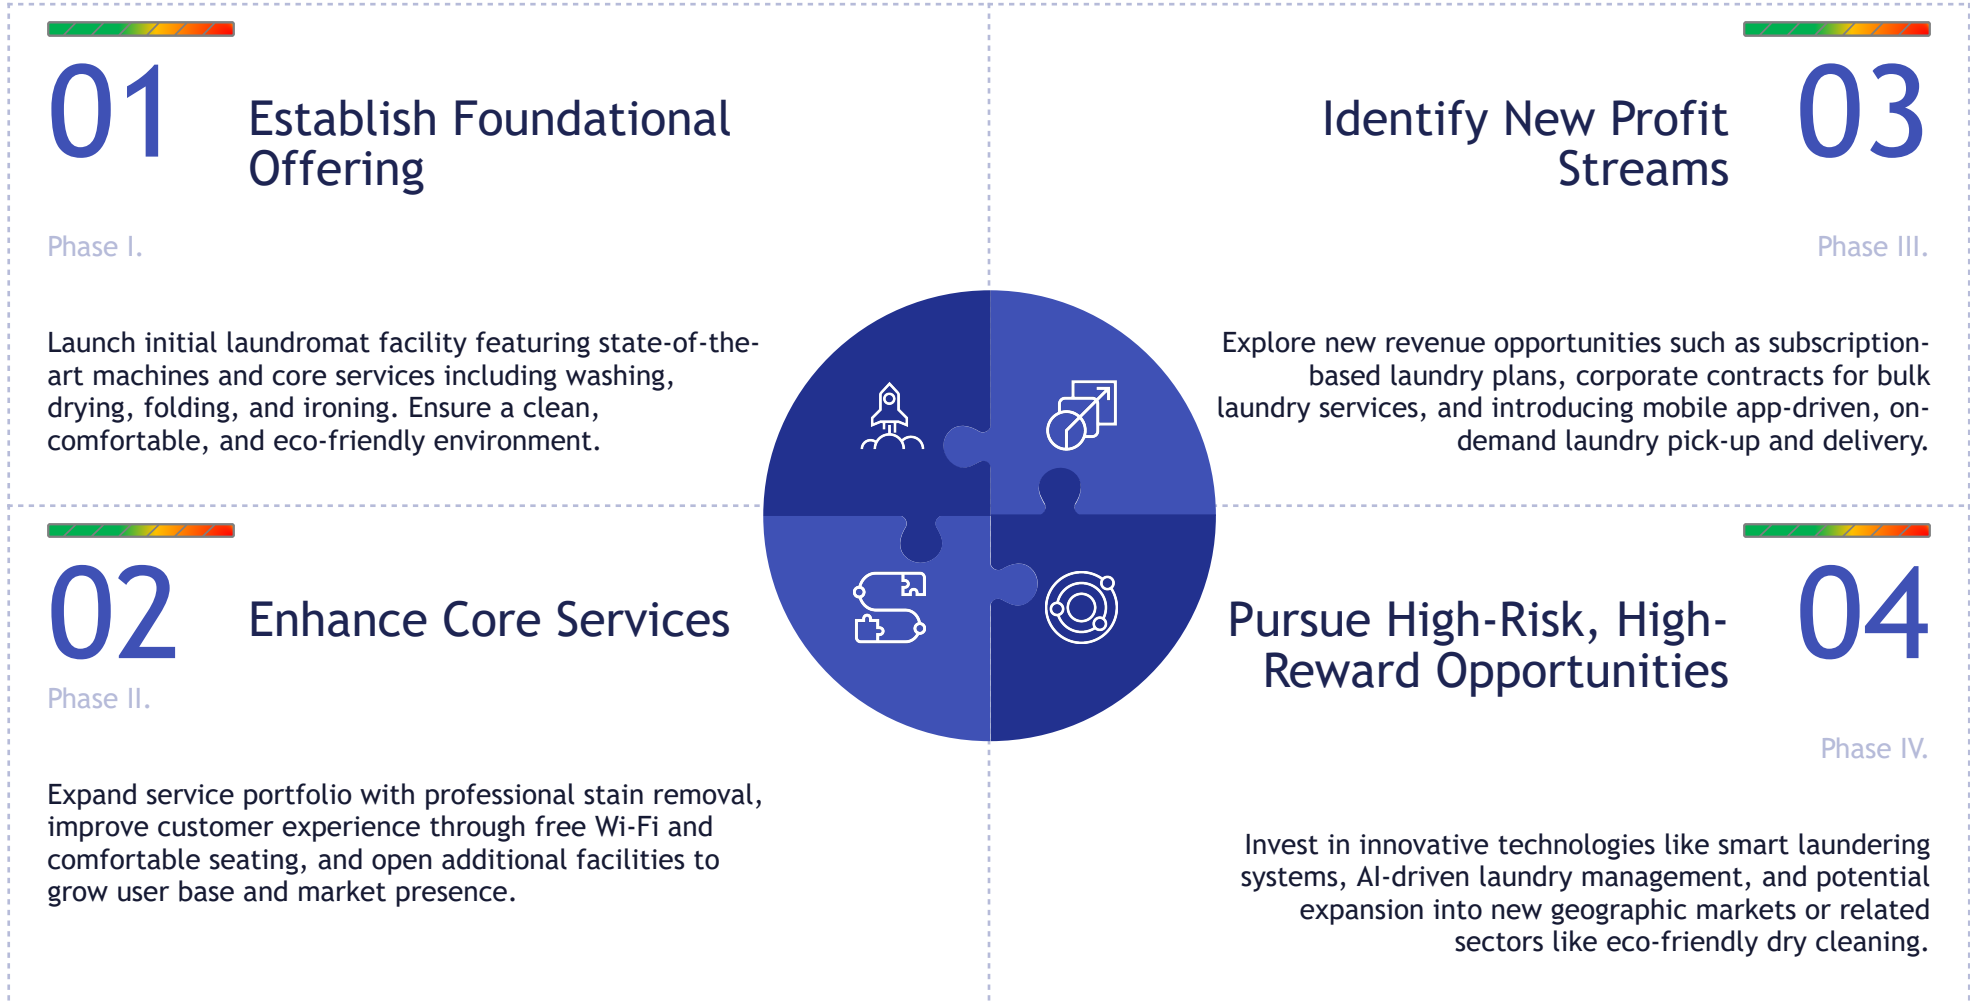 01
Establish Foundational
Offering
Phase I.
Launch initial laundromat facility featuring state-of-the-
art machines and core services including washing,
drying, folding, and ironing. Ensure a clean,
comfortable, and eco-friendly environment.
02
Enhance Core Services
Phase II.
Expand service portfolio with professional stain removal,
improve customer experience through free Wi-Fi and
comfortable seating, and open additional facilities to
grow user base and market presence.
Identify New Profit
Streams
03
Phase III.
Explore new revenue opportunities such as subscription-
based laundry plans, corporate contracts for bulk
laundry services, and introducing mobile app-driven, on-
demand laundry pick-up and delivery.
Pursue High-Risk, High-
Reward Opportunities
04
Phase IV.
Invest in innovative technologies like smart laundering
systems, AI-driven laundry management, and potential
expansion into new geographic markets or related
sectors like eco-friendly dry cleaning.